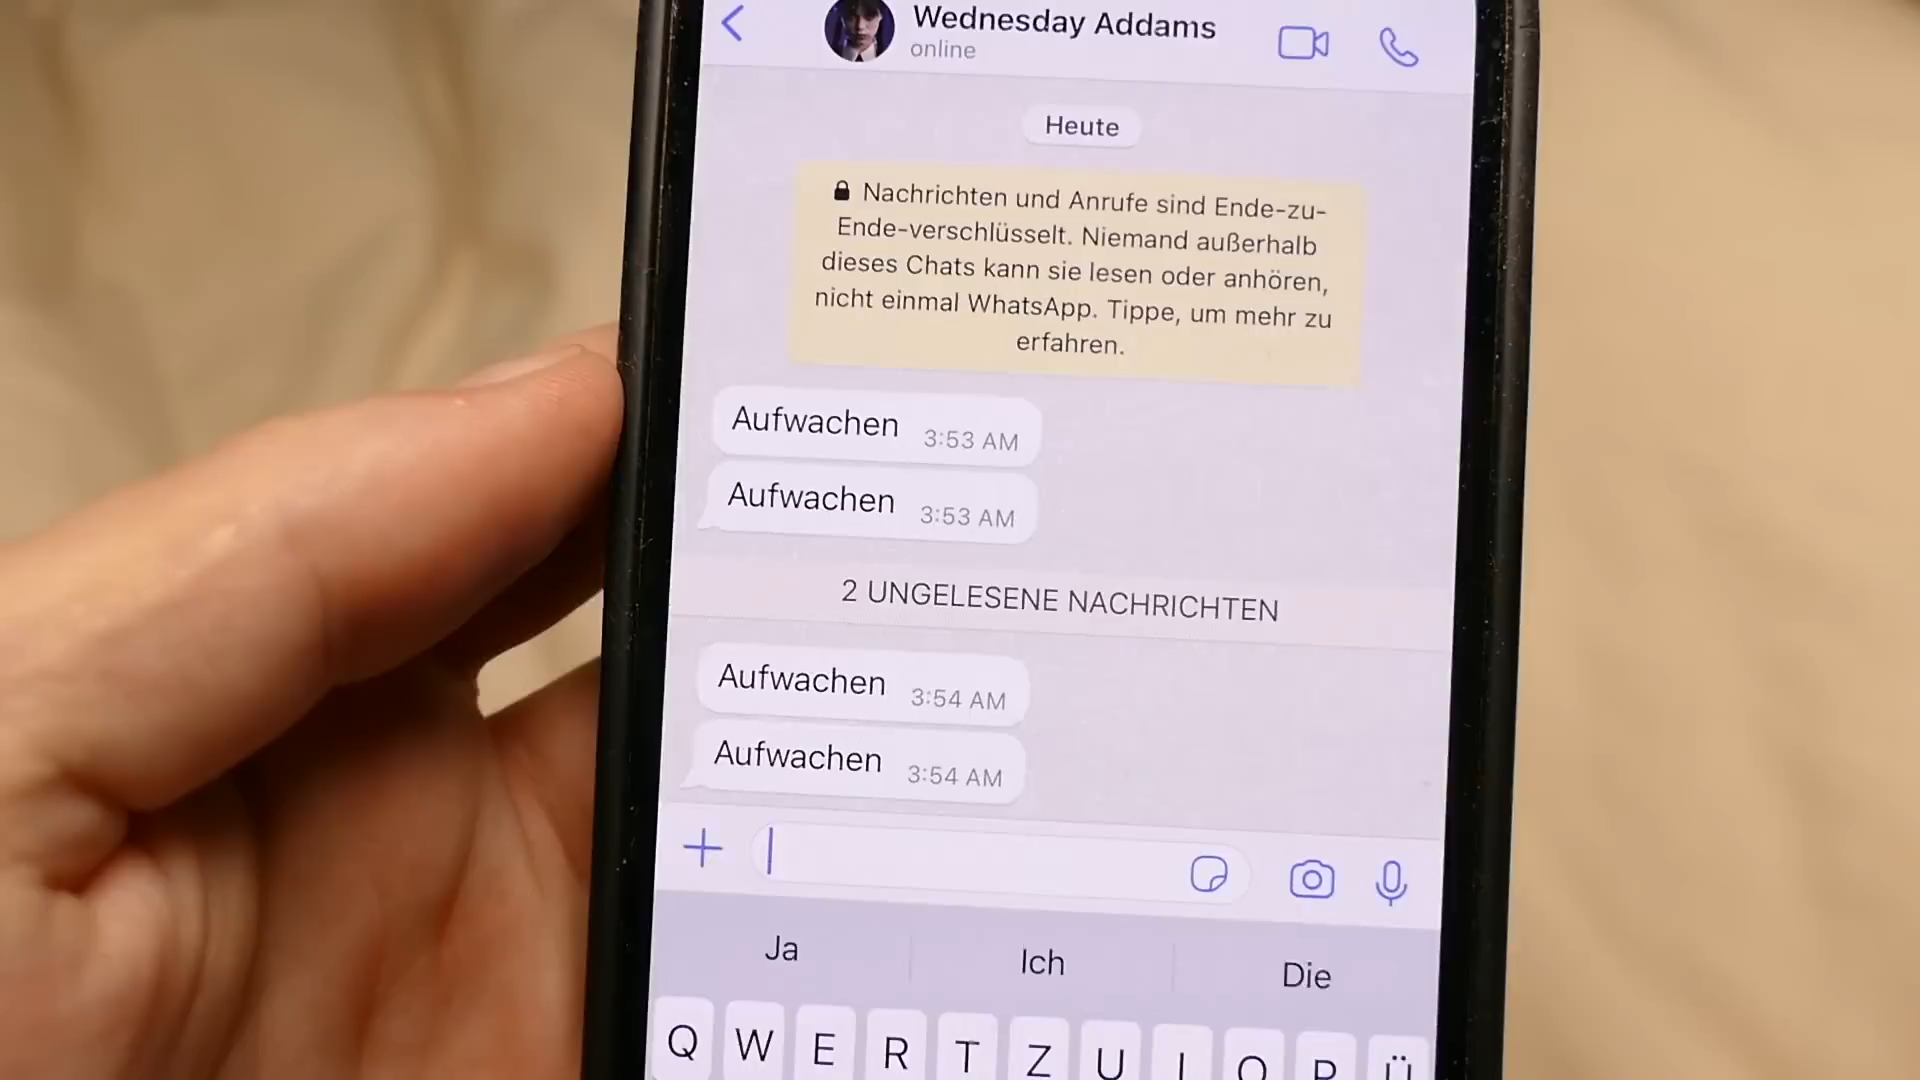 Wednesday Addams
online
Heute
Nachrichten und Anrufe sind Ende-zu-
Ende-verschlüsselt. Niemand außerhalb
dieses Chats kann sie lesen oder anhören,
nicht einmal WhatsApp. Tippe, um mehr zu
erfahren.
Aufwachen 3:53 AM
Aufwachen 3:53 AM
2 UNGELESENE NACHRICHTEN
Aufwachen 3:54 AM
Aufwachen 3:54 AM
Ja Ich Die
Q W E R T Z U I O P Ü